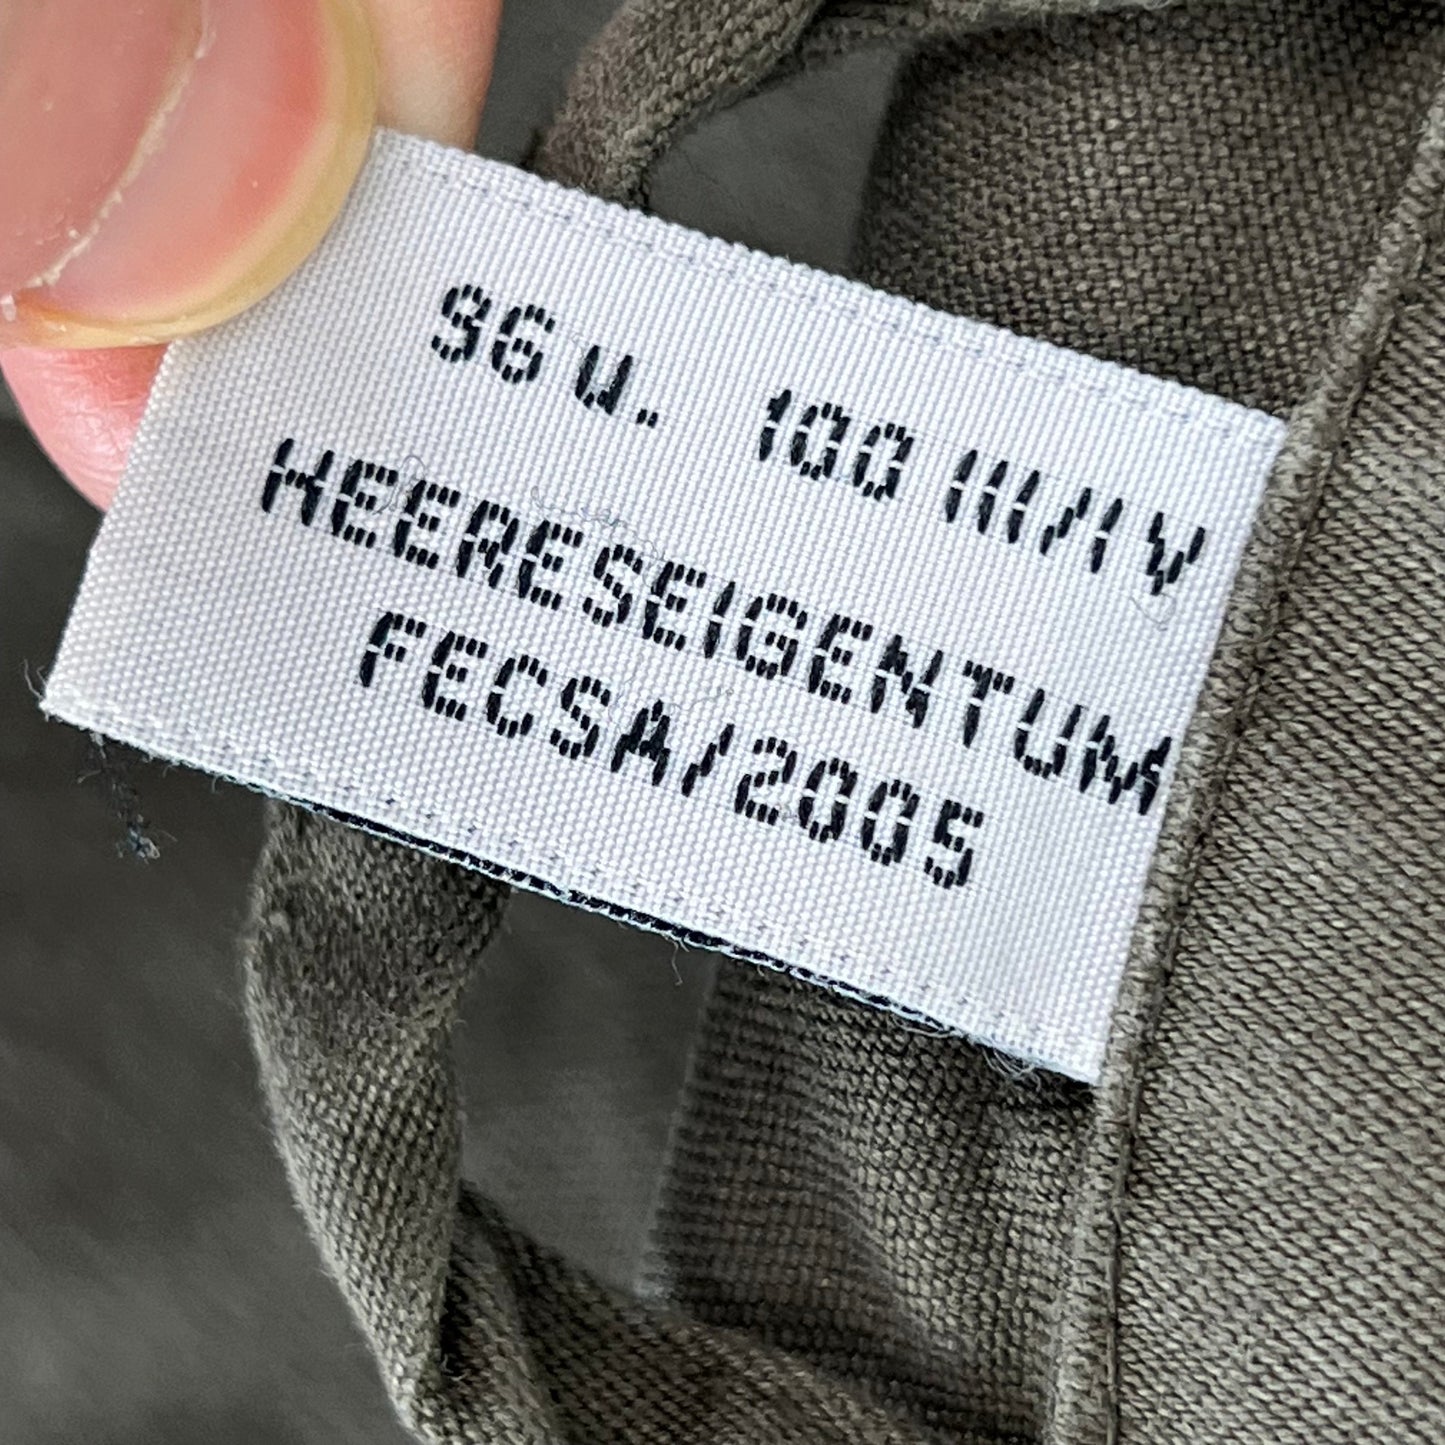 96 u. 100 III/IV
HEERESEIGENTUM
FECSA/2005